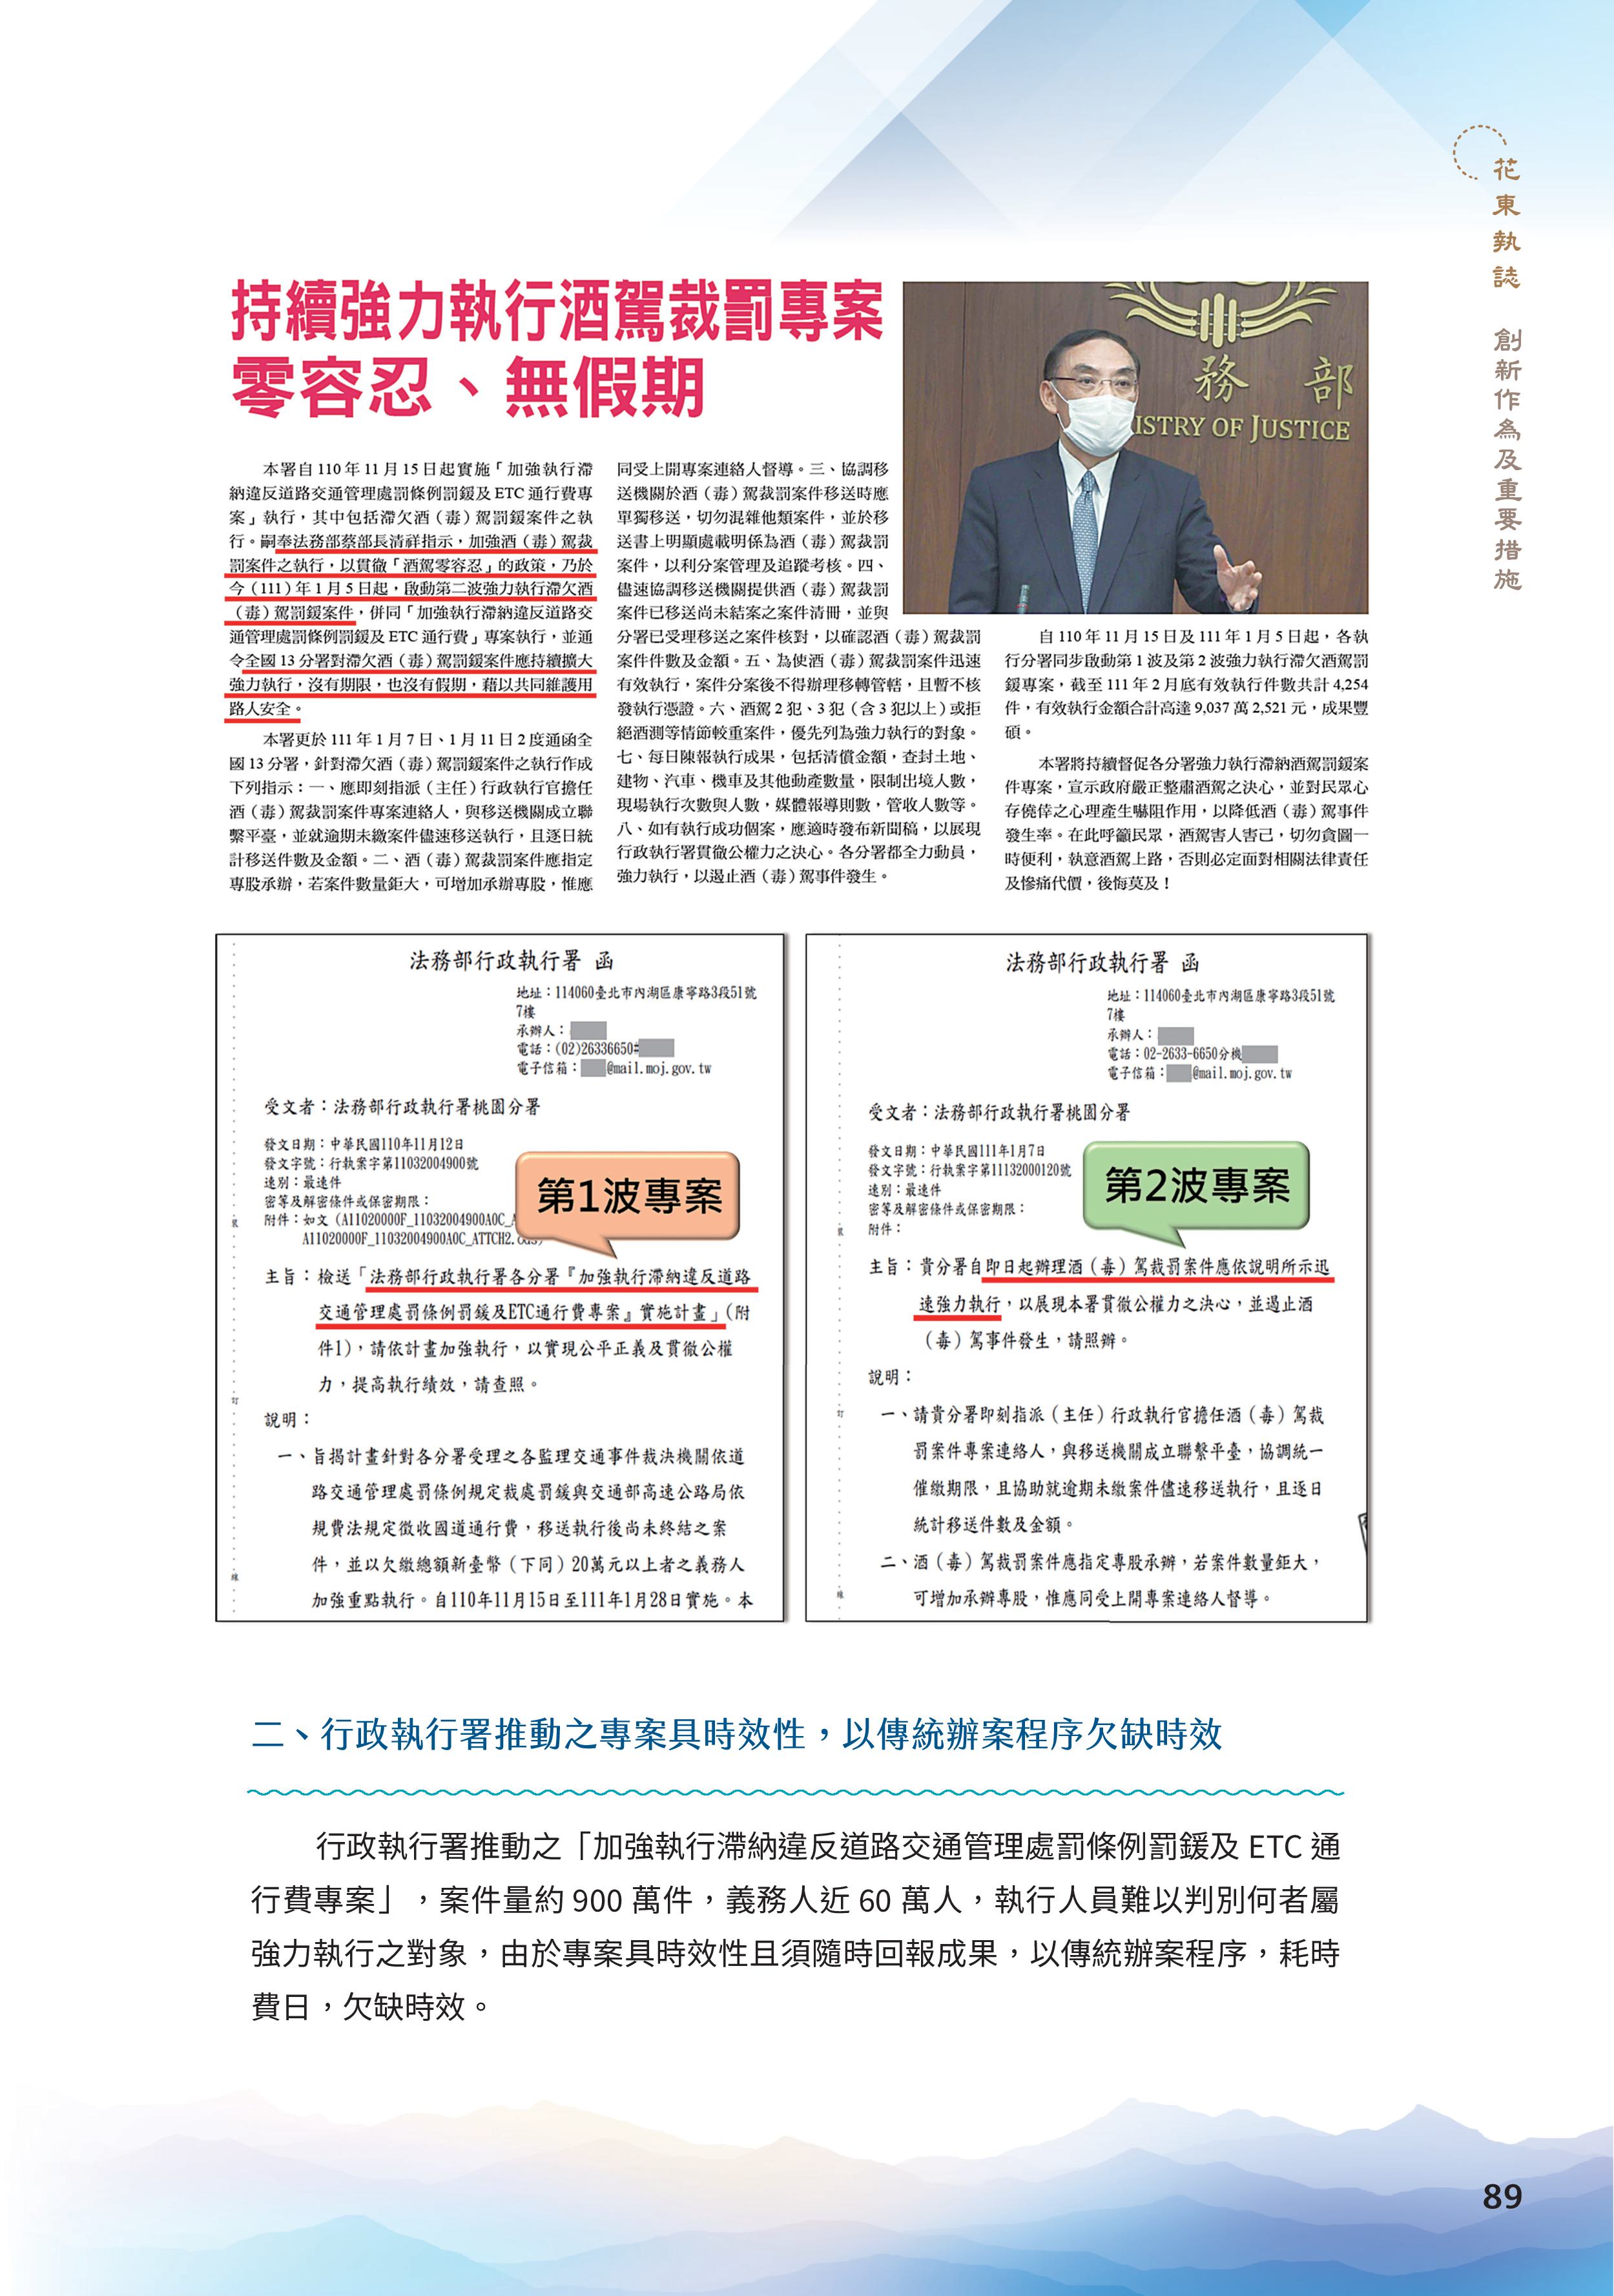 花東執誌 創新作為及重要措施
持續強力執行酒駕裁罰專案
零容忍、無假期
本署自 110 年 11 月 15 日起實施「加強執行滯
納違反道路交通管理處罰條例罰鍰及 ETC 通行費專
案」執行，其中包括滯欠酒（毒）駕罰鍰案件之執
行。嗣奉法務部蔡部長清祥指示，加強酒（毒）駕裁
罰案件之執行，以貫徹「酒駕零容忍」的政策，乃於
今（111）年 1 月 5 日起，啟動第二波強力執行滯欠酒
（毒）駕罰鍰案件，併同「加強執行滯納違反道路交
通管理處罰條例罰鍰及 ETC 通行費」專案執行，並通
令全國 13 分署對滯欠酒（毒）駕罰鍰案件應持續擴大
強力執行，沒有期限，也沒有假期，藉以共同維護用
路人安全。
本署更於 111 年 1 月 7 日、1 月 11 日 2 度通函全
國 13 分署，針對滯欠酒（毒）駕罰鍰案件之執行作成
下列指示：一、應即刻指派（主任）行政執行官擔任
酒（毒）駕裁罰案件專案連絡人，與移送機關成立聯
繫平臺，並就逾期未繳案件儘速移送執行，且逐日統
計移送件數及金額。二、酒（毒）駕裁罰案件應指定
專股承辦，若案件數量鉅大，可增加承辦專股，惟應
同受上開專案連絡人督導。三、協調移
送機關於酒（毒）駕裁罰案件移送時應
單獨移送，切勿混雜他類案件，並於移
送書上明顯處載明係為酒（毒）駕裁罰
案件，以利分案管理及追蹤考核。四、
儘速協調移送機關提供酒（毒）駕裁罰
案件已移送尚未結案之案件清冊，並與
分署已受理移送之案件核對，以確認酒（毒）駕裁罰
案件件數及金額。五、為使酒（毒）駕裁罰案件迅速
有效執行，案件分案後不得辦理移轉管轄，且暫不核
發執行憑證。六、酒駕 2 犯、3 犯（含 3 犯以上）或拒
絕酒測等情節較重案件，優先列為強力執行的對象。
七、每日陳報執行成果，包括清償金額，查封土地、
建物、汽車、機車及其他動產數量，限制出境人數，
現場執行次數與人數，媒體報導則數，管收人數等。
八、如有執行成功個案，應適時發布新聞稿，以展現
行政執行署貫徹公權力之決心。各分署都全力動員，
強力執行，以遏止酒（毒）駕事件發生。
務 部
ISTRY OF JUSTICE
自 110 年 11 月 15 日及 111 年 1 月 5 日起，各執
行分署同步啟動第 1 波及第 2 波強力執行滯欠酒駕罰
鍰專案，截至 111 年 2 月底有效執行件數共計 4,254
件，有效執行金額合計高達 9,037 萬 2,521 元，成果豐
碩。
本署將持續督促各分署強力執行滯納酒駕罰鍰案
件專案，宣示政府嚴正整肅酒駕之決心，並對民眾心
存僥倖之心理產生嚇阻作用，以降低酒（毒）駕事件
發生率。在此呼籲民眾，酒駕害人害己，切勿貪圖一
時便利，執意酒駕上路，否則必定面對相關法律責任
及慘痛代價，後悔莫及！
法務部行政執行署 函
地址：114060臺北市內湖區康寧路3段51號
7樓
承辦人：
電話：(02)26336650#
電子信箱： @mail.moj.gov.tw
受文者：法務部行政執行署桃園分署
發文日期：中華民國110年11月12日
發文字號：行執案字第11032004900號
速別：最速件
密等及解密條件或保密期限：
附件：如文（A11020000F_11032004900A0C_
A11020000F_11032004900A0C_ATTCH2.
第1波專案
主旨：檢送「法務部行政執行署各分署『加強執行滯納違反道路
交通管理處罰條例罰鍰及ETC通行費專案』實施計畫」(附
件1)，請依計畫加強執行，以實現公平正義及貫徹公權
力，提高執行績效，請查照。
說明：
一、旨揭計畫針對各分署受理之各監理交通事件裁決機關依道
路交通管理處罰條例規定裁處罰鍰與交通部高速公路局依
規費法規定徵收國道通行費，移送執行後尚未終結之案
件，並以欠繳總額新臺幣（下同）20萬元以上者之義務人
加強重點執行。自110年11月15日至111年1月28日實施。本
法務部行政執行署 函
地址：114060臺北市內湖區康寧路3段51號
7樓
承辦人：
電話：02-2633-6650分機
電子信箱： @mail.moj.gov.tw
受文者：法務部行政執行署桃園分署
發文日期：中華民國111年1月7日
發文字號：行執案字第11132000120號
速別：最速件
密等及解密條件或保密期限：
附件：
第2波專案
主旨：貴分署自即日起辦理酒（毒）駕裁罰案件應依說明所示迅
速強力執行，以展現本署貫徹公權力之決心，並遏止酒
（毒）駕事件發生，請照辦。
說明：
一、請貴分署即刻指派（主任）行政執行官擔任酒（毒）駕裁
罰案件專案連絡人，與移送機關成立聯繫平臺，協調統一
催繳期限，且協助就逾期未繳案件儘速移送執行，且逐日
統計移送件數及金額。
二、酒（毒）駕裁罰案件應指定專股承辦，若案件數量鉅大，
可增加承辦專股，惟應同受上開專案連絡人督導。
二、行政執行署推動之專案具時效性，以傳統辦案程序欠缺時效
行政執行署推動之「加強執行滯納違反道路交通管理處罰條例罰鍰及 ETC 通
行費專案」，案件量約 900 萬件，義務人近 60 萬人，執行人員難以判別何者屬
強力執行之對象，由於專案具時效性且須隨時回報成果，以傳統辦案程序，耗時
費日，欠缺時效。
89